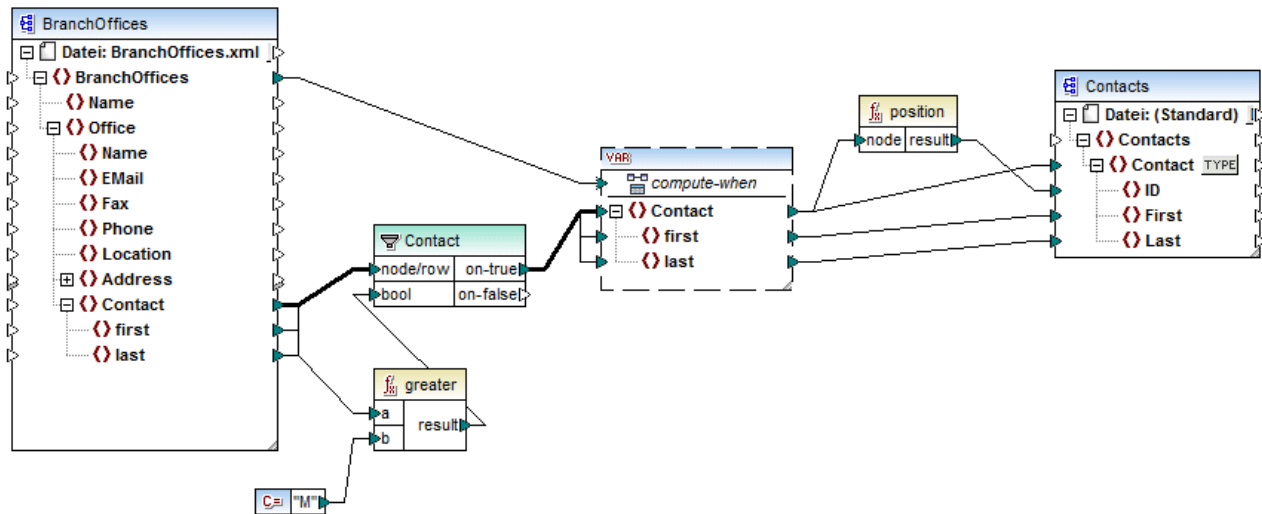 BranchOffices
Datei: BranchOffices.xml
BranchOffices
Name
Office
Name
EMail
Fax
Phone
Location
Address
Contact
first
last
Contact
node/row on-true
bool on-false
greater
a
result
b
C= "M"
VAR
compute-when
Contact
first
last
position
node result
Contacts
Datei: (Standard)
Contacts
Contact TYPE
ID
First
Last